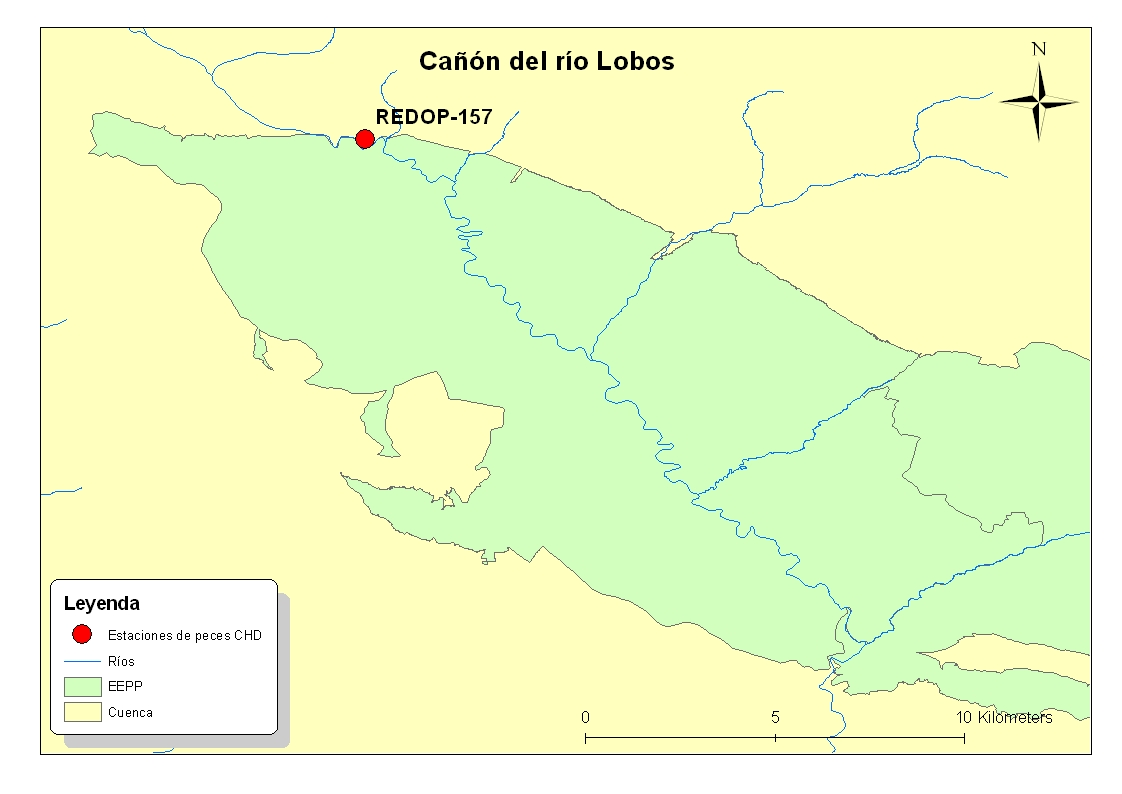 Cañón del río Lobos
N
REDOP-157
Leyenda
Estaciones de peces CHD
Ríos
EEPP
Cuenca
0 5 10 Kilometers